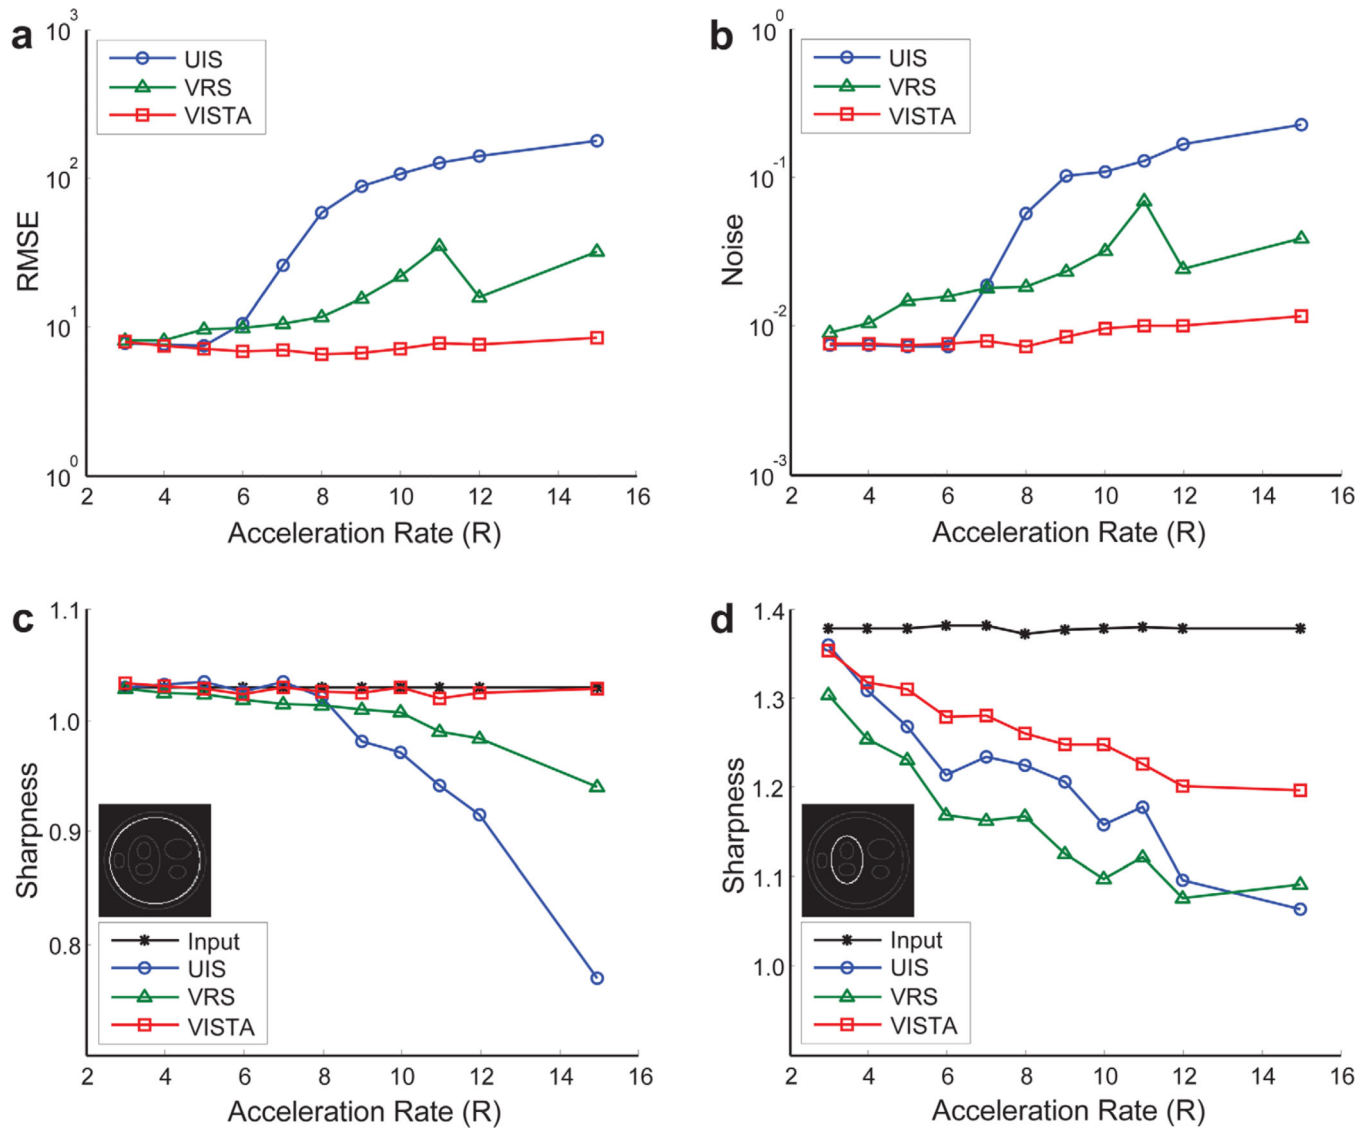 a
10^3
10^2
10^1
10^0
RMSE
UIS
VRS
VISTA
2 4 6 8 10 12 14 16
Acceleration Rate (R)
b
10^0
10^-1
10^-2
10^-3
Noise
UIS
VRS
VISTA
2 4 6 8 10 12 14 16
Acceleration Rate (R)
c
1.1
1.0
0.9
0.8
Sharpness
Input
UIS
VRS
VISTA
2 4 6 8 10 12 14 16
Acceleration Rate (R)
d
1.4
1.3
1.2
1.10
1.0
Sharpness
Input
UIS
VRS
VISTA
2 4 6 8 10 12 14 16
Acceleration Rate (R)